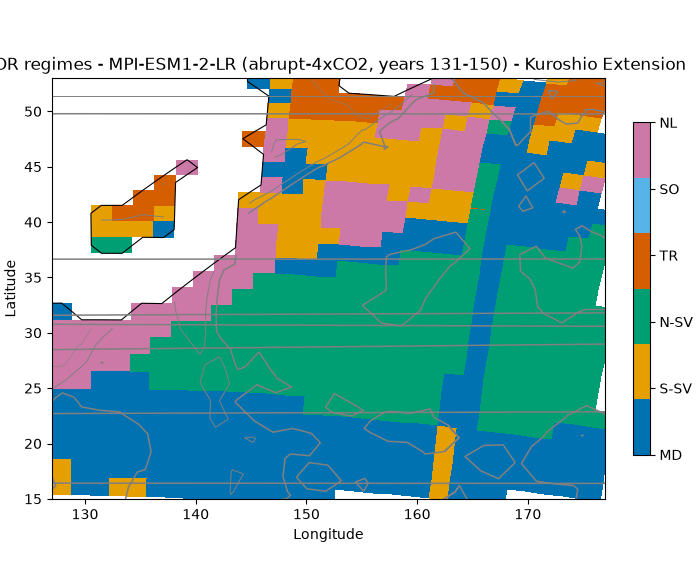 OR regimes - MPI-ESM1-2-LR (abrupt-4xCO2, years 131-150) - Kuroshio Extension
50
45
40
35
30
25
20
15
Latitude
130
140
150
160
170
Longitude
NL
SO
TR
N-SV
S-SV
MD